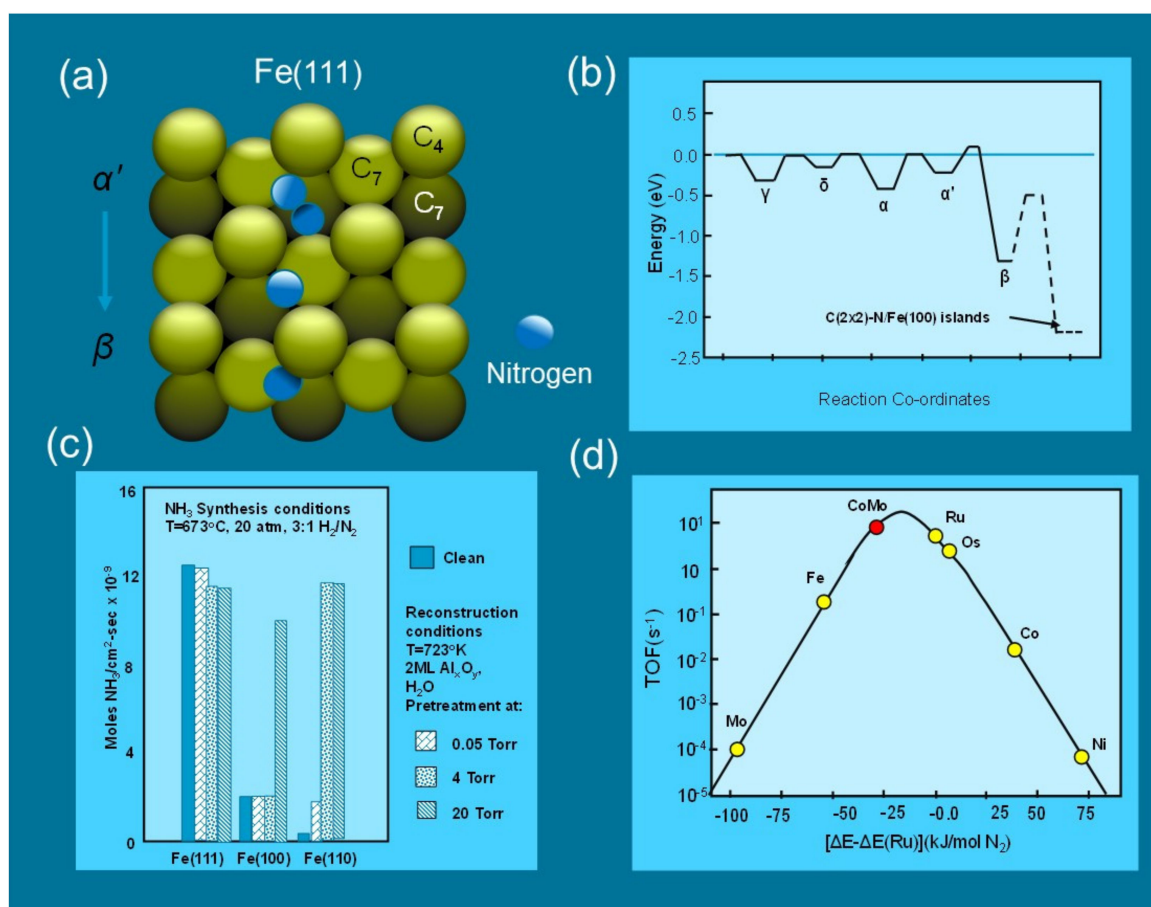 (a)
Fe(111)
C₄
C₇
C₇
α′
β
Nitrogen
(b)
0.5
0.0
-0.5
-1.0
-1.5
-2.0
-2.5
Energy (eV)
γ
δ
α
α′
β
C(2x2)-N/Fe(100) islands
Reaction Co-ordinates
(c)
16
12
8
4
0
Moles NH₃/cm²-sec x 10⁻⁹
NH₃ Synthesis conditions
T=673°C, 20 atm, 3:1 H₂/N₂
Fe(111)
Fe(100)
Fe(110)
Clean
Reconstruction
conditions
T=723°K
2ML AlₓOᵧ,
H₂O
Pretreatment at:
0.05 Torr
4 Torr
20 Torr
(d)
10¹
10
10⁻¹
10⁻²
10⁻³
10⁻⁴
10⁻⁵
TOF(s⁻¹)
Mo
Fe
CoMo
Ru
Os
Co
Ni
-100
-75
-50
-25
-0.0
25
50
75
[ΔE-ΔE(Ru)](kJ/mol N₂)